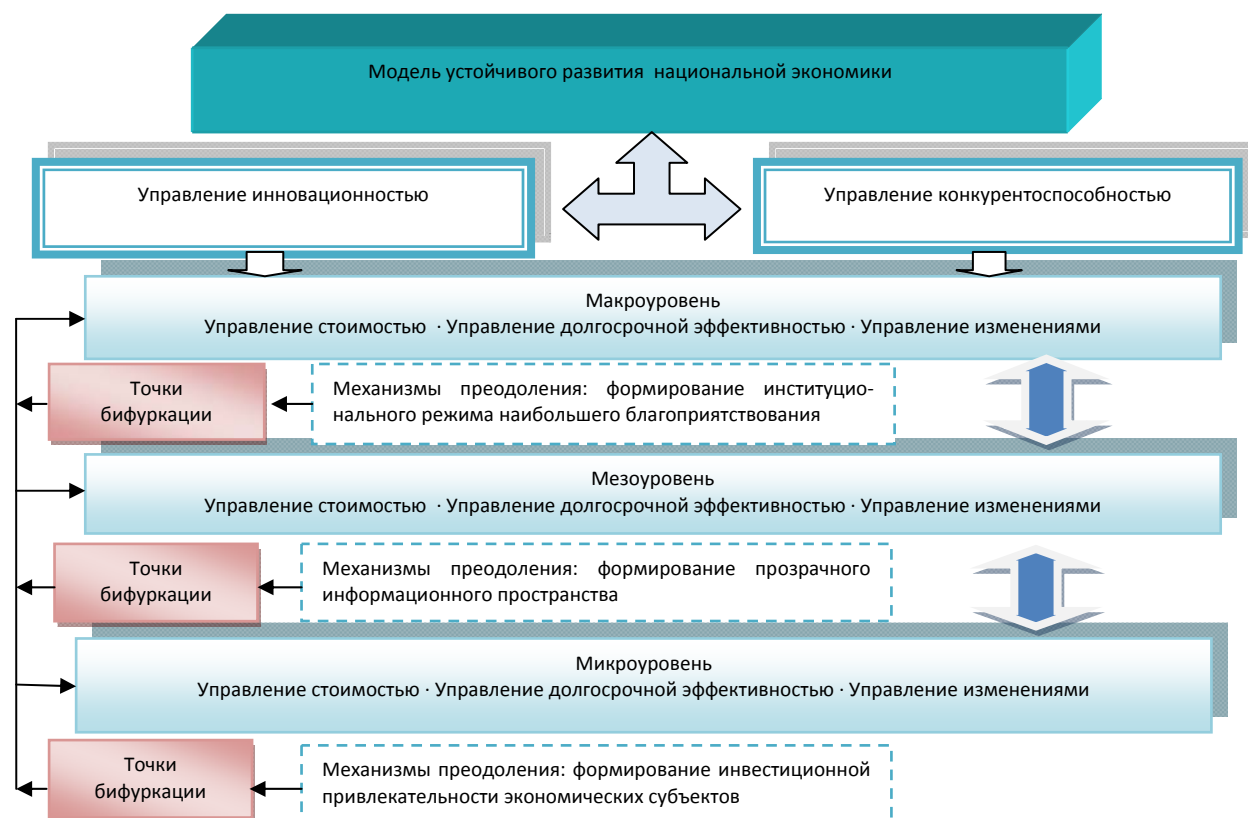 Модель устойчивого развития национальной экономики
Управление инновационностью
Управление конкурентоспособностью
Макроуровень
Управление стоимостью · Управление долгосрочной эффективностью · Управление изменениями
Точки
бифуркации
Механизмы преодоления: формирование институцио-
нального режима наибольшего благоприятствования
Мезоуровень
Управление стоимостью · Управление долгосрочной эффективностью · Управление изменениями
Точки
бифуркации
Механизмы преодоления: формирование прозрачного
информационного пространства
Микроуровень
Управление стоимостью · Управление долгосрочной эффективностью · Управление изменениями
Точки
бифуркации
Механизмы преодоления: формирование инвестиционной
привлекательности экономических субъектов